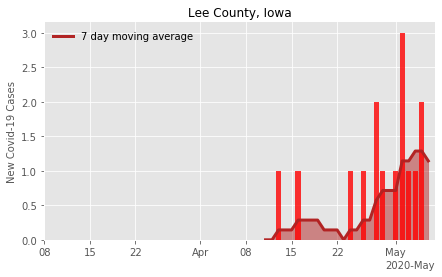 Lee County, Iowa
7 day moving average
New Covid-19 Cases
3.0
2.5
2.0
1.5
1.0
0.5
0.0
08 15 22 Apr 08 15 22 May
2020-May